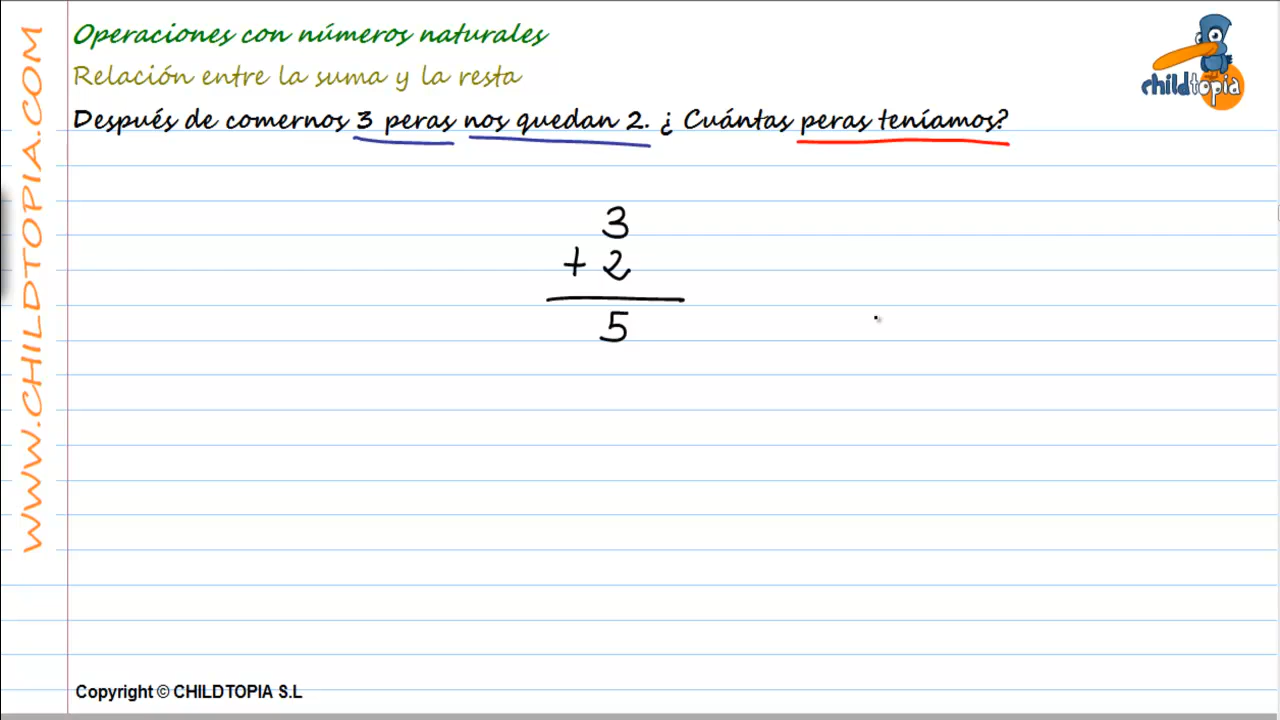 Operaciones con números naturales
Relación entre la suma y la resta
Después de comernos 3 peras nos quedan 2. ¿ Cuántas peras teníamos?
childtopia
WWW.CHILDTOPIA.COM
3
+ 2
5
Copyright © CHILDTOPIA S.L